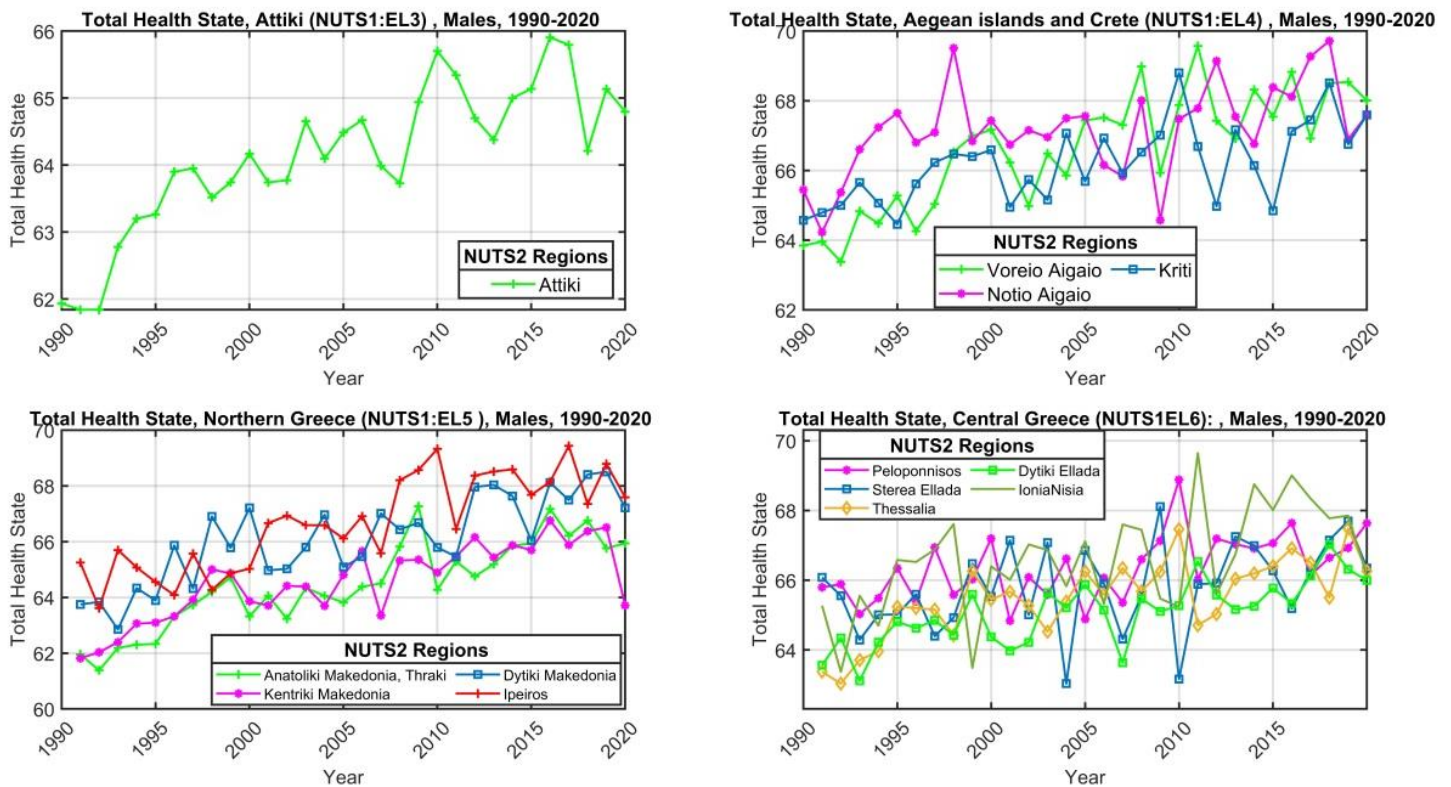 Total Health State, Attiki (NUTS1:EL3) , Males, 1990-2020
66
65
64
63
62
Total Health State
1990
1995
2000
2005
2010
2015
2020
Year
NUTS2 Regions
Attiki
Total Health State, Aegean islands and Crete (NUTS1:EL4) , Males, 1990-2020
70
68
66
64
62
Total Health State
1990
1995
2000
2005
2010
2015
2020
Year
NUTS2 Regions
Voreio Aigaio
Kriti
Notio Aigaio
Total Health State, Northern Greece (NUTS1:EL5 ), Males, 1990-2020
70
68
66
64
62
60
Total Health State
1990
1995
2000
2005
2010
2015
2020
Year
NUTS2 Regions
Anatoliki Makedonia, Thraki
Dytiki Makedonia
Kentriki Makedonia
Ipeiros
Total Health State, Central Greece (NUTS1EL6): , Males, 1990-2020
70
68
66
64
Total Health State
1990
1995
2000
2005
2010
2015
Year
NUTS2 Regions
Peloponnisos
Dytiki Ellada
Sterea Ellada
IoniaNisia
Thessalia